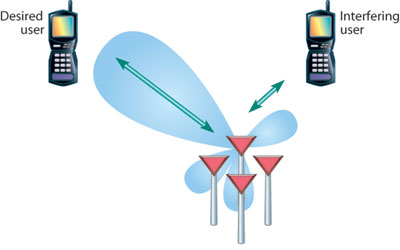 Desired
user
Interfering
user